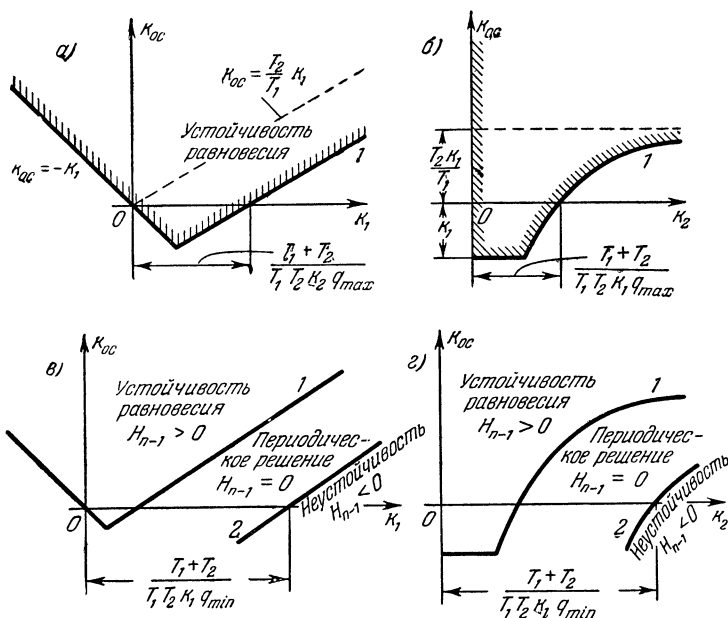 а)
K_ос
K_ос = T_2/T_1 K_1
Устойчивость
равновесия
1
K_ос = -K_1
0
K_1
T_1 + T_2
T_1 T_2 K_2 q_max
б)
K_ос
T_2 K_1
T_1
1
0
K_2
K_1
T_1 + T_2
T_1 T_2 K_1 q_max
в)
K_ос
Устойчивость
равновесия
H_n-1 > 0
1
Периодичес-
кое решение
H_n-1 = 0
Неустойчивость
H_n-1 < 0
0
2
K_1
T_1 + T_2
T_1 T_2 K_1 q_min
г)
K_ос
Устойчивость
равновесия
H_n-1 > 0
1
Периодичес-
кое решение
H_n-1 = 0
Неустойчивость
H_n-1 < 0
0
2
K_2
T_1 + T_2
T_1 T_2 K_1 q_min